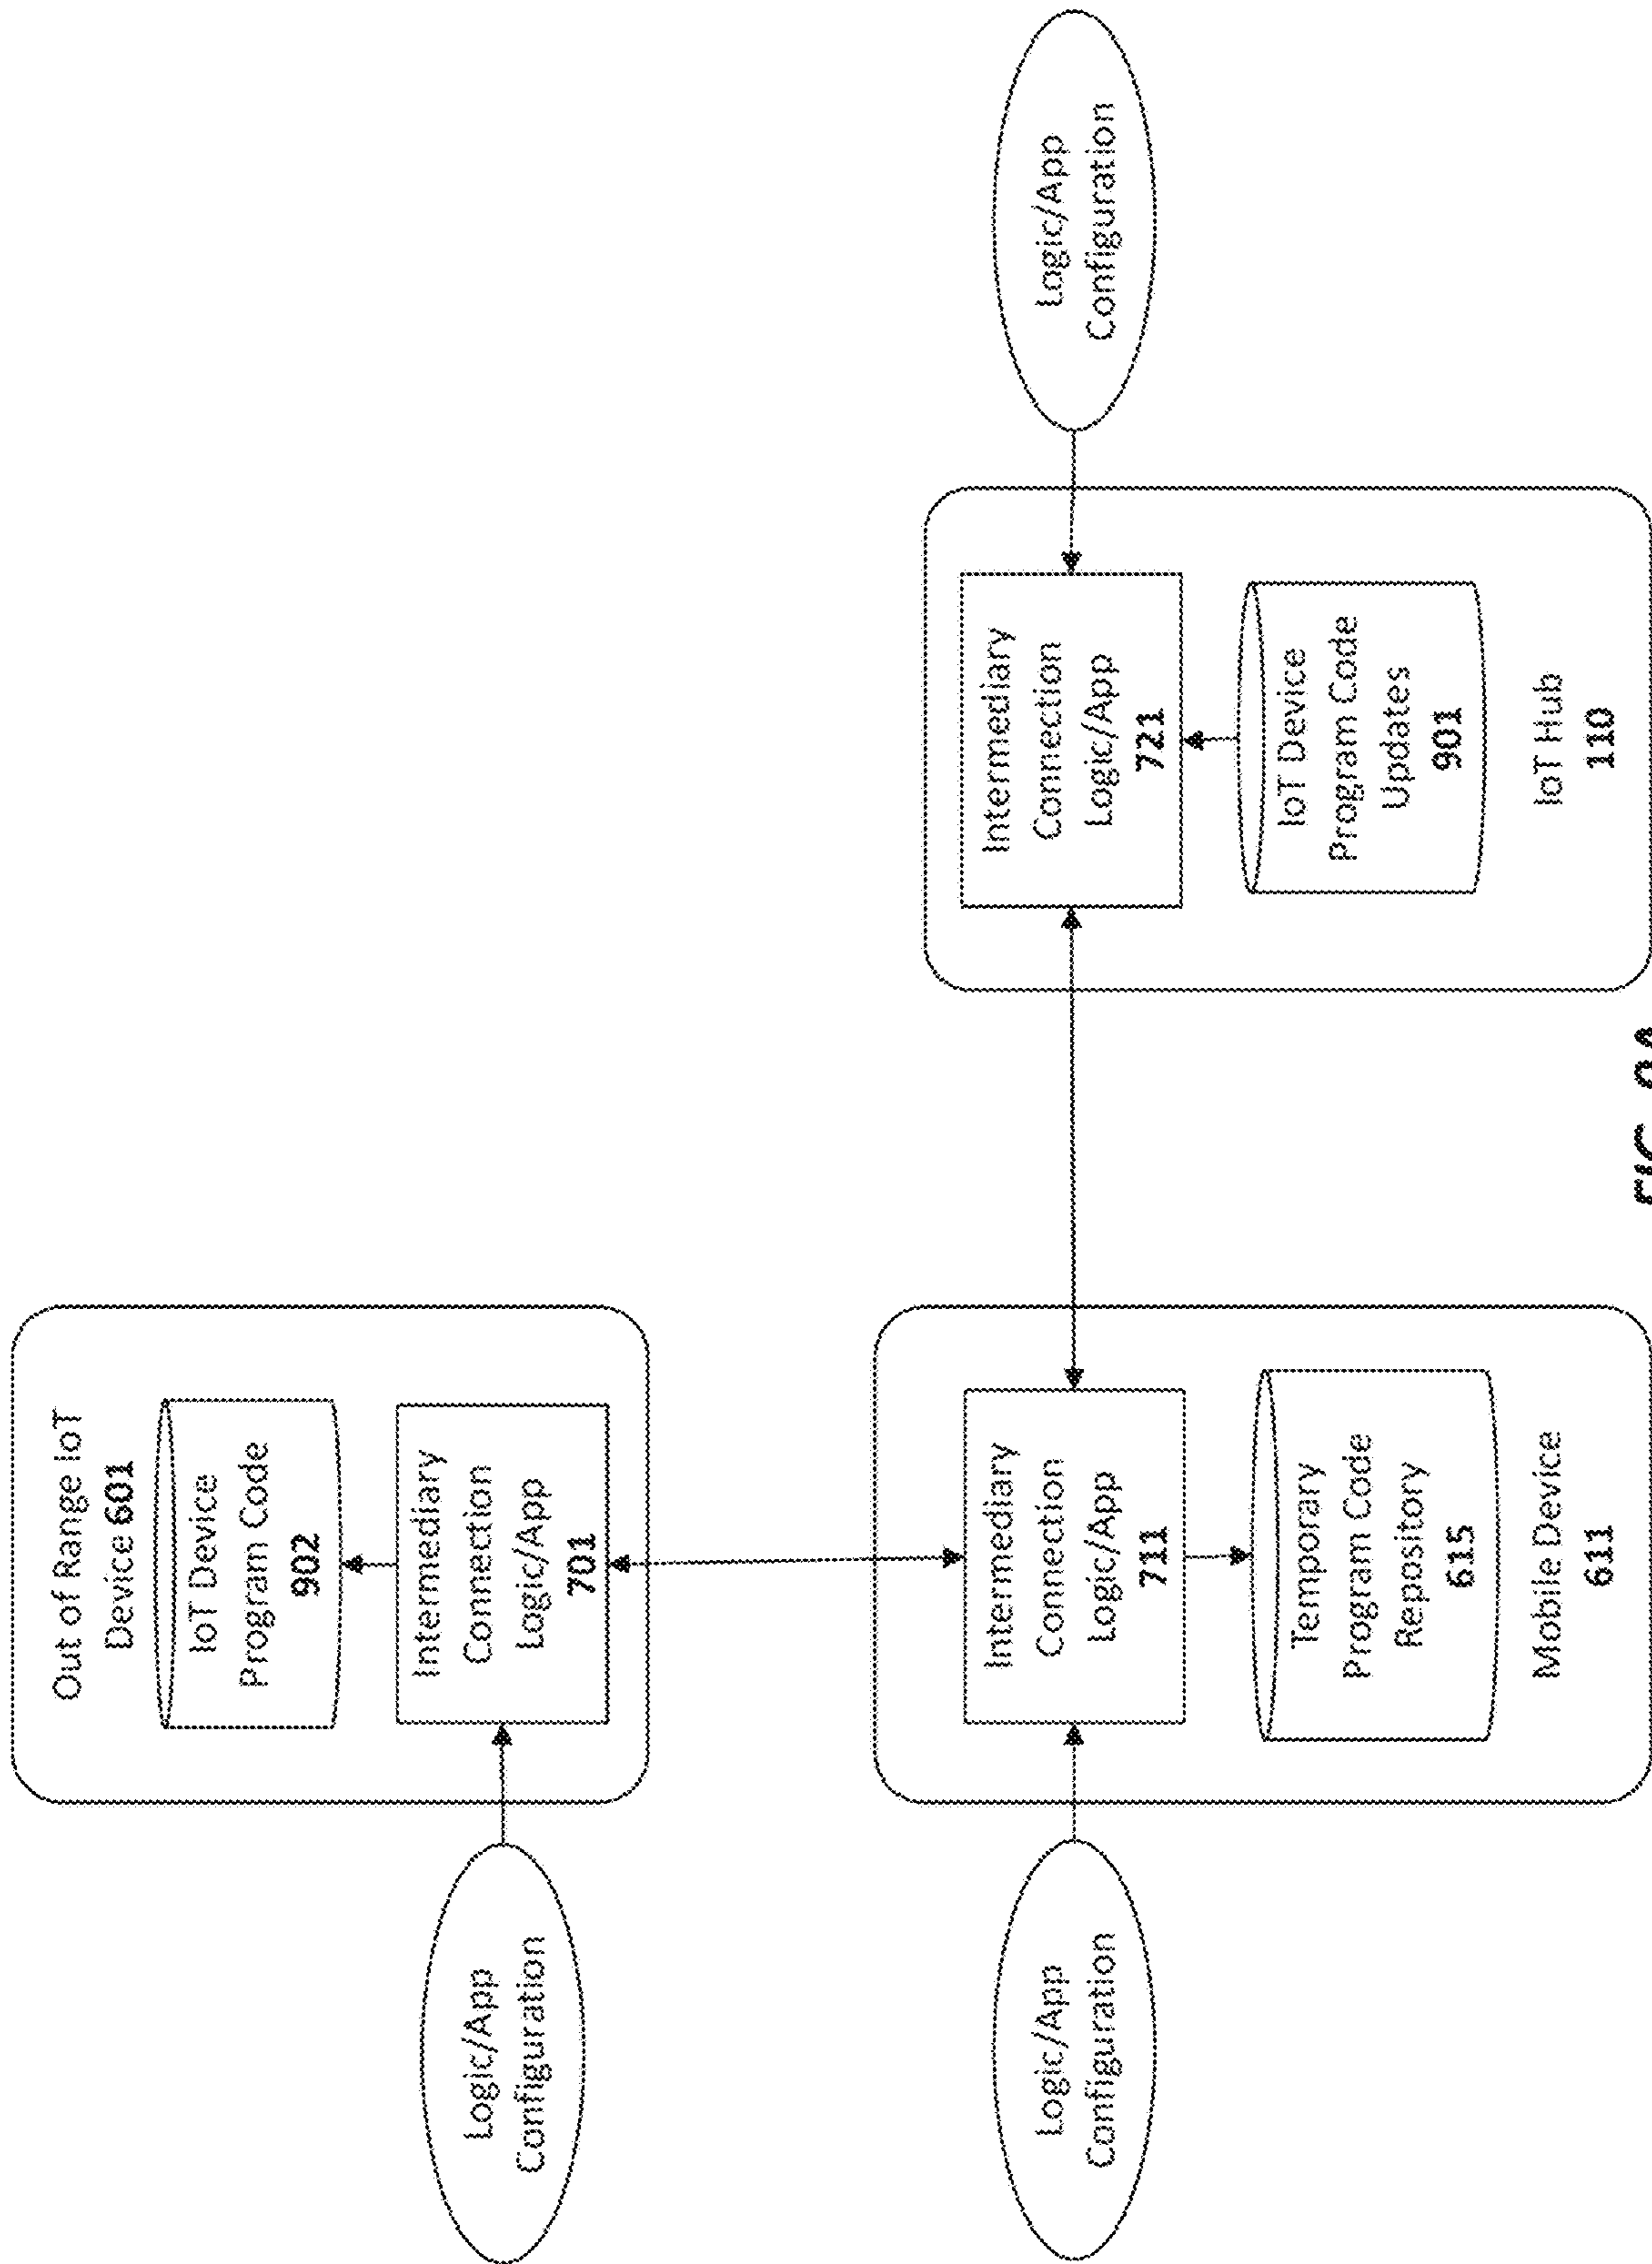 Out of Range IoT
Device 601
IoT Device
Program Code
902
Intermediary
Connection
Logic/App
701
Logic/App
Configuration
Logic/App
Configuration
Intermediary
Connection
Logic/App
711
Temporary
Program Code
Repository
615
Mobile Device
611
Intermediary
Connection
Logic/App
721
IoT Device
Program Code
Updates
901
IoT Hub
110
Logic/App
Configuration